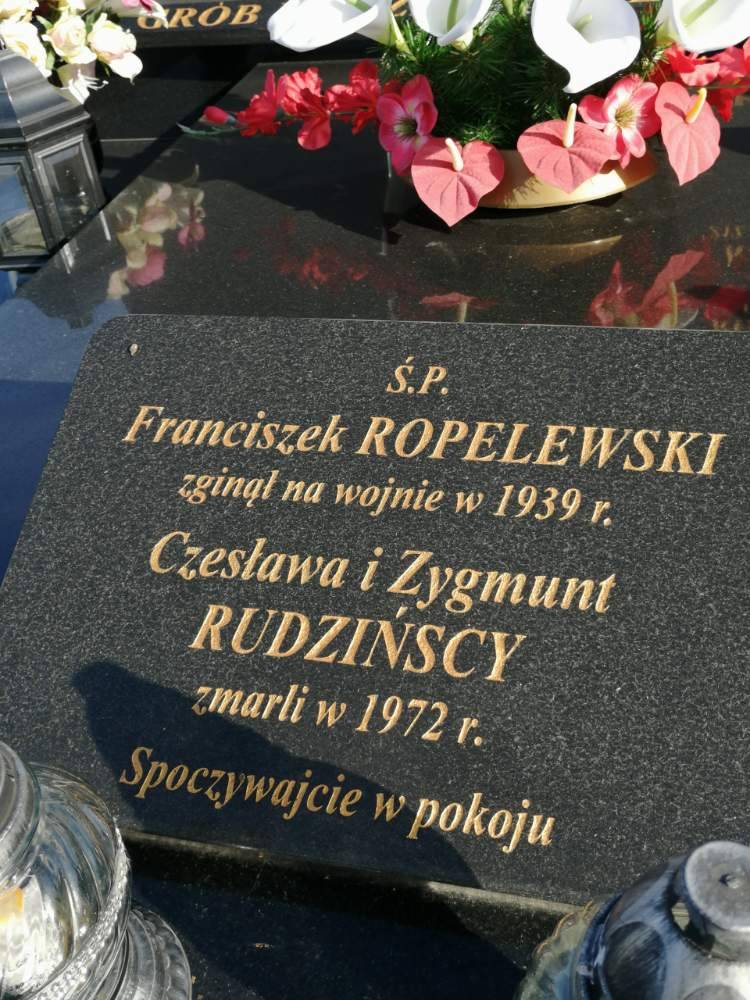 GRÓB
Ś.P.
Franciszek ROPELEWSKI
zginął na wojnie w 1939 r.
Czesława i Zygmunt
RUDZIŃSCY
zmarli w 1972 r.
Spoczywajcie w pokoju